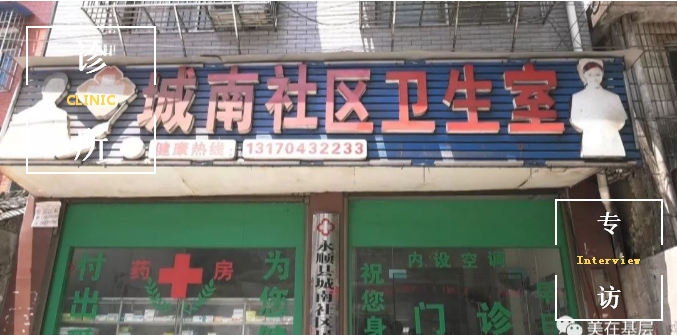 诊
CLINIC
所
城南社区卫生室
健康热线：13170432233
专
Interview
访
药 房
付出
为您
永顺县城南社区
祝您身
内设空调
门诊
美在基层